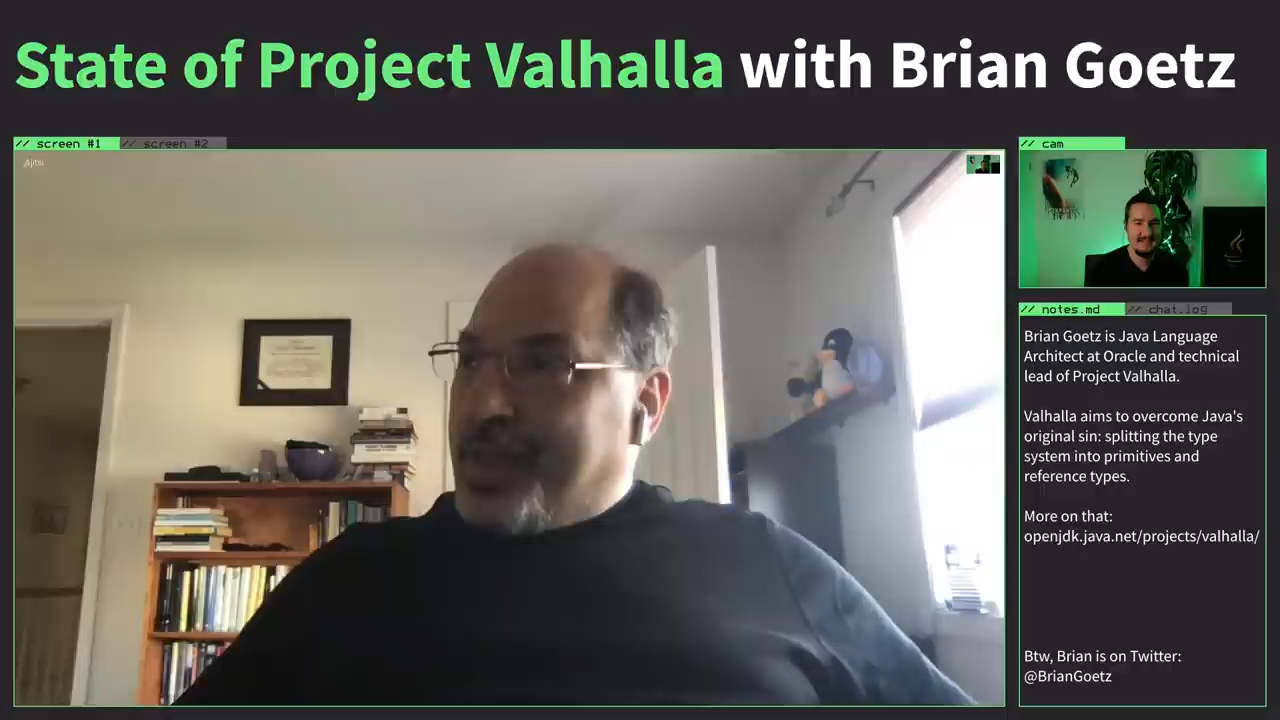 State of Project Valhalla with Brian Goetz
// screen #1 // screen #2
Jitsi
// cam
// notes.md // chat.log
Brian Goetz is Java Language
Architect at Oracle and technical
lead of Project Valhalla.
Valhalla aims to overcome Java's
original sin: splitting the type
system into primitives and
reference types.
More on that:
openjdk.java.net/projects/valhalla/
Btw, Brian is on Twitter:
@BrianGoetz